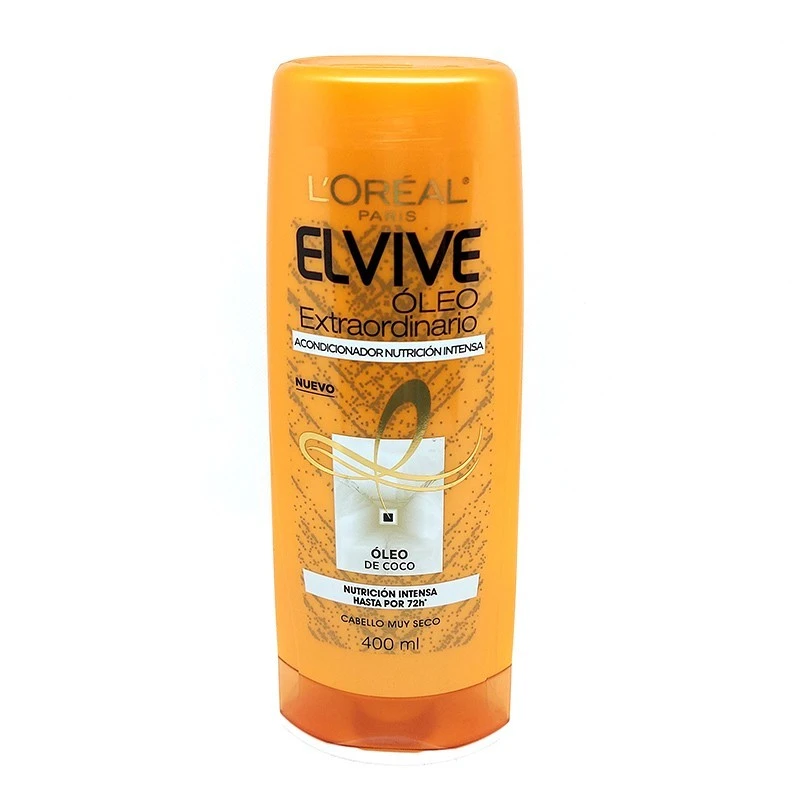 L'ORÉAL®
PARIS
ELVIVE
ÓLEO
Extraordinario
ACONDICIONADOR NUTRICIÓN INTENSA
NUEVO
ÓLEO
DE COCO
NUTRICIÓN INTENSA
HASTA POR 72h*
CABELLO MUY SECO
400 ml